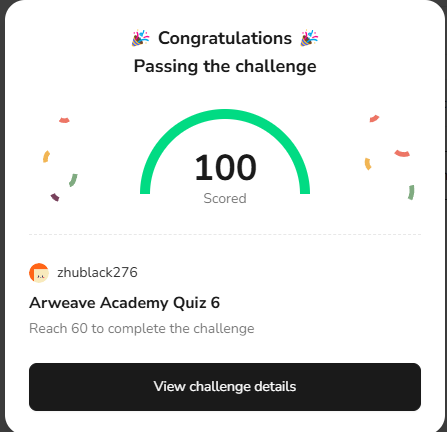 🎉 Congratulations 🎉
Passing the challenge
100
Scored
zhublack276
Arweave Academy Quiz 6
Reach 60 to complete the challenge
View challenge details